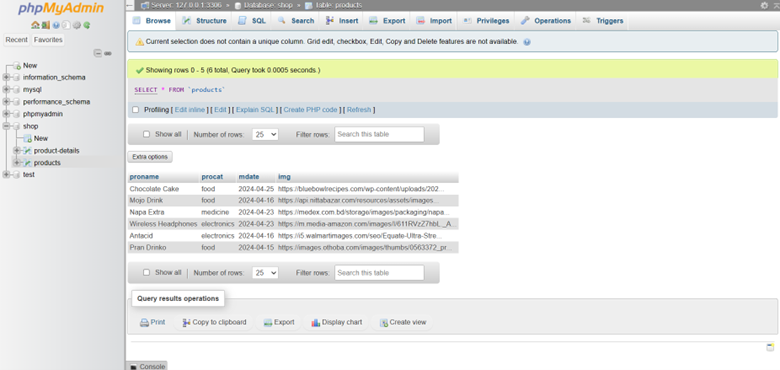 phpMyAdmin
Recent Favorites
New
information_schema
mysql
performance_schema
phpmyadmin
shop
New
product-details
products
test
Server: 127.0.0.1:3306 » Database: shop » Table: products
Browse Structure SQL Search Insert Export Import Privileges Operations Triggers
Current selection does not contain a unique column. Grid edit, checkbox, Edit, Copy and Delete features are not available.
Showing rows 0 - 5 (6 total, Query took 0.0005 seconds.)
SELECT * FROM `products`
Profiling [ Edit inline ] [ Edit ] [ Explain SQL ] [ Create PHP code ] [ Refresh ]
Show all Number of rows: 25 Filter rows: Search this table
Extra options
proname procat mdate img
Chocolate Cake food 2024-04-25 https://bluebowlrecipes.com/wp-content/uploads/202...
Mojo Drink food 2024-04-16 https://api.nittabazar.com/resources/assets/images...
Napa Extra medicine 2024-04-23 https://medex.com.bd/storage/images/packaging/napa...
Wireless Headphones electronics 2024-04-23 https://m.media-amazon.com/images/I/611RVzZ7hbL._A...
Antacid electronics 2024-04-16 https://i5.walmartimages.com/seo/Equate-Ultra-Stre...
Pran Drinko food 2024-04-15 https://images.othoba.com/images/thumbs/0563372_pr...
Show all Number of rows: 25 Filter rows: Search this table
Query results operations
Print Copy to clipboard Export Display chart Create view
Console